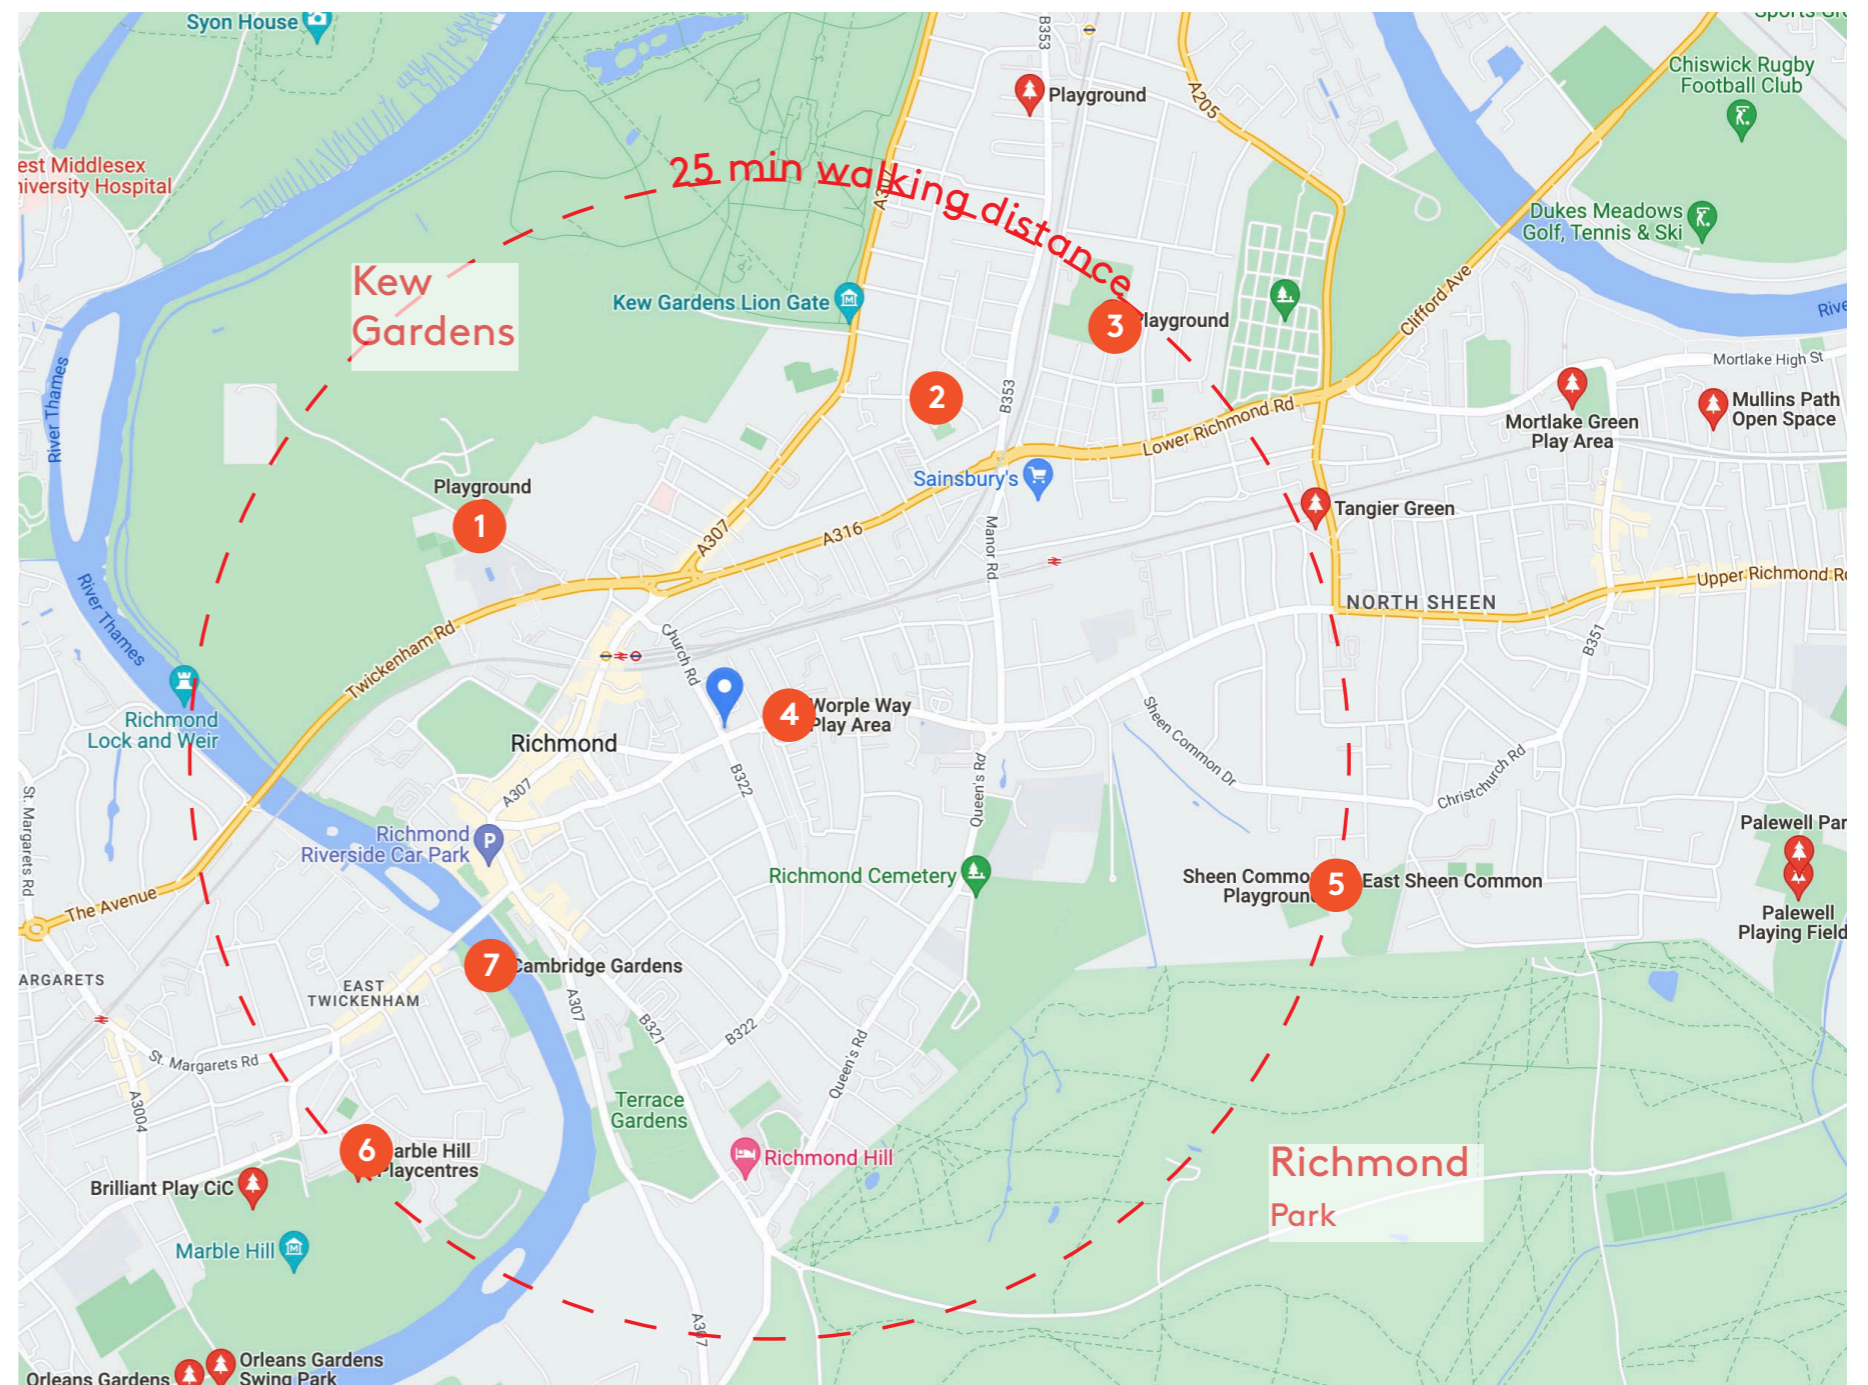 Syon House
B353
Sports Gr
Chiswick Rugby
Football Club
Playground
A205
est Middlesex
niversity Hospital
25 min walking distance
A307
Dukes Meadows
Golf, Tennis & Ski
Kew
Gardens
Kew Gardens Lion Gate
3
Playground
Clifford Ave
Rive
River Thames
Mortlake High St
2
B353
Lower Richmond Rd
Mortlake Green
Play Area
Mullins Path
Open Space
Sainsbury's
Playground
1
A307
A316
Manor Rd
Tangier Green
River Thames
Upper Richmond Ro
NORTH SHEEN
Twickenham Rd
Church Rd
B351
Richmond
Lock and Weir
4
Worple Way
Play Area
Richmond
Sheen Common Dr
Christchurch Rd
B322
Queen's Rd
A307
St. Margarets Rd
Richmond
Riverside Car Park
P
Palewell Par
Richmond Cemetery
Sheen Commo
Playground
5
East Sheen Common
The Avenue
Palewell
Playing Field
7
Cambridge Gardens
ARGARETS
EAST
TWICKENHAM
A307
B321
B322
St. Margarets Rd
Queen's Rd
A3004
Terrace
Gardens
6
arble Hill
Playcentres
Richmond Hill
Richmond
Park
Brilliant Play CiC
Marble Hill
A307
Orleans Gardens
Swing Park
Orleans Gardens